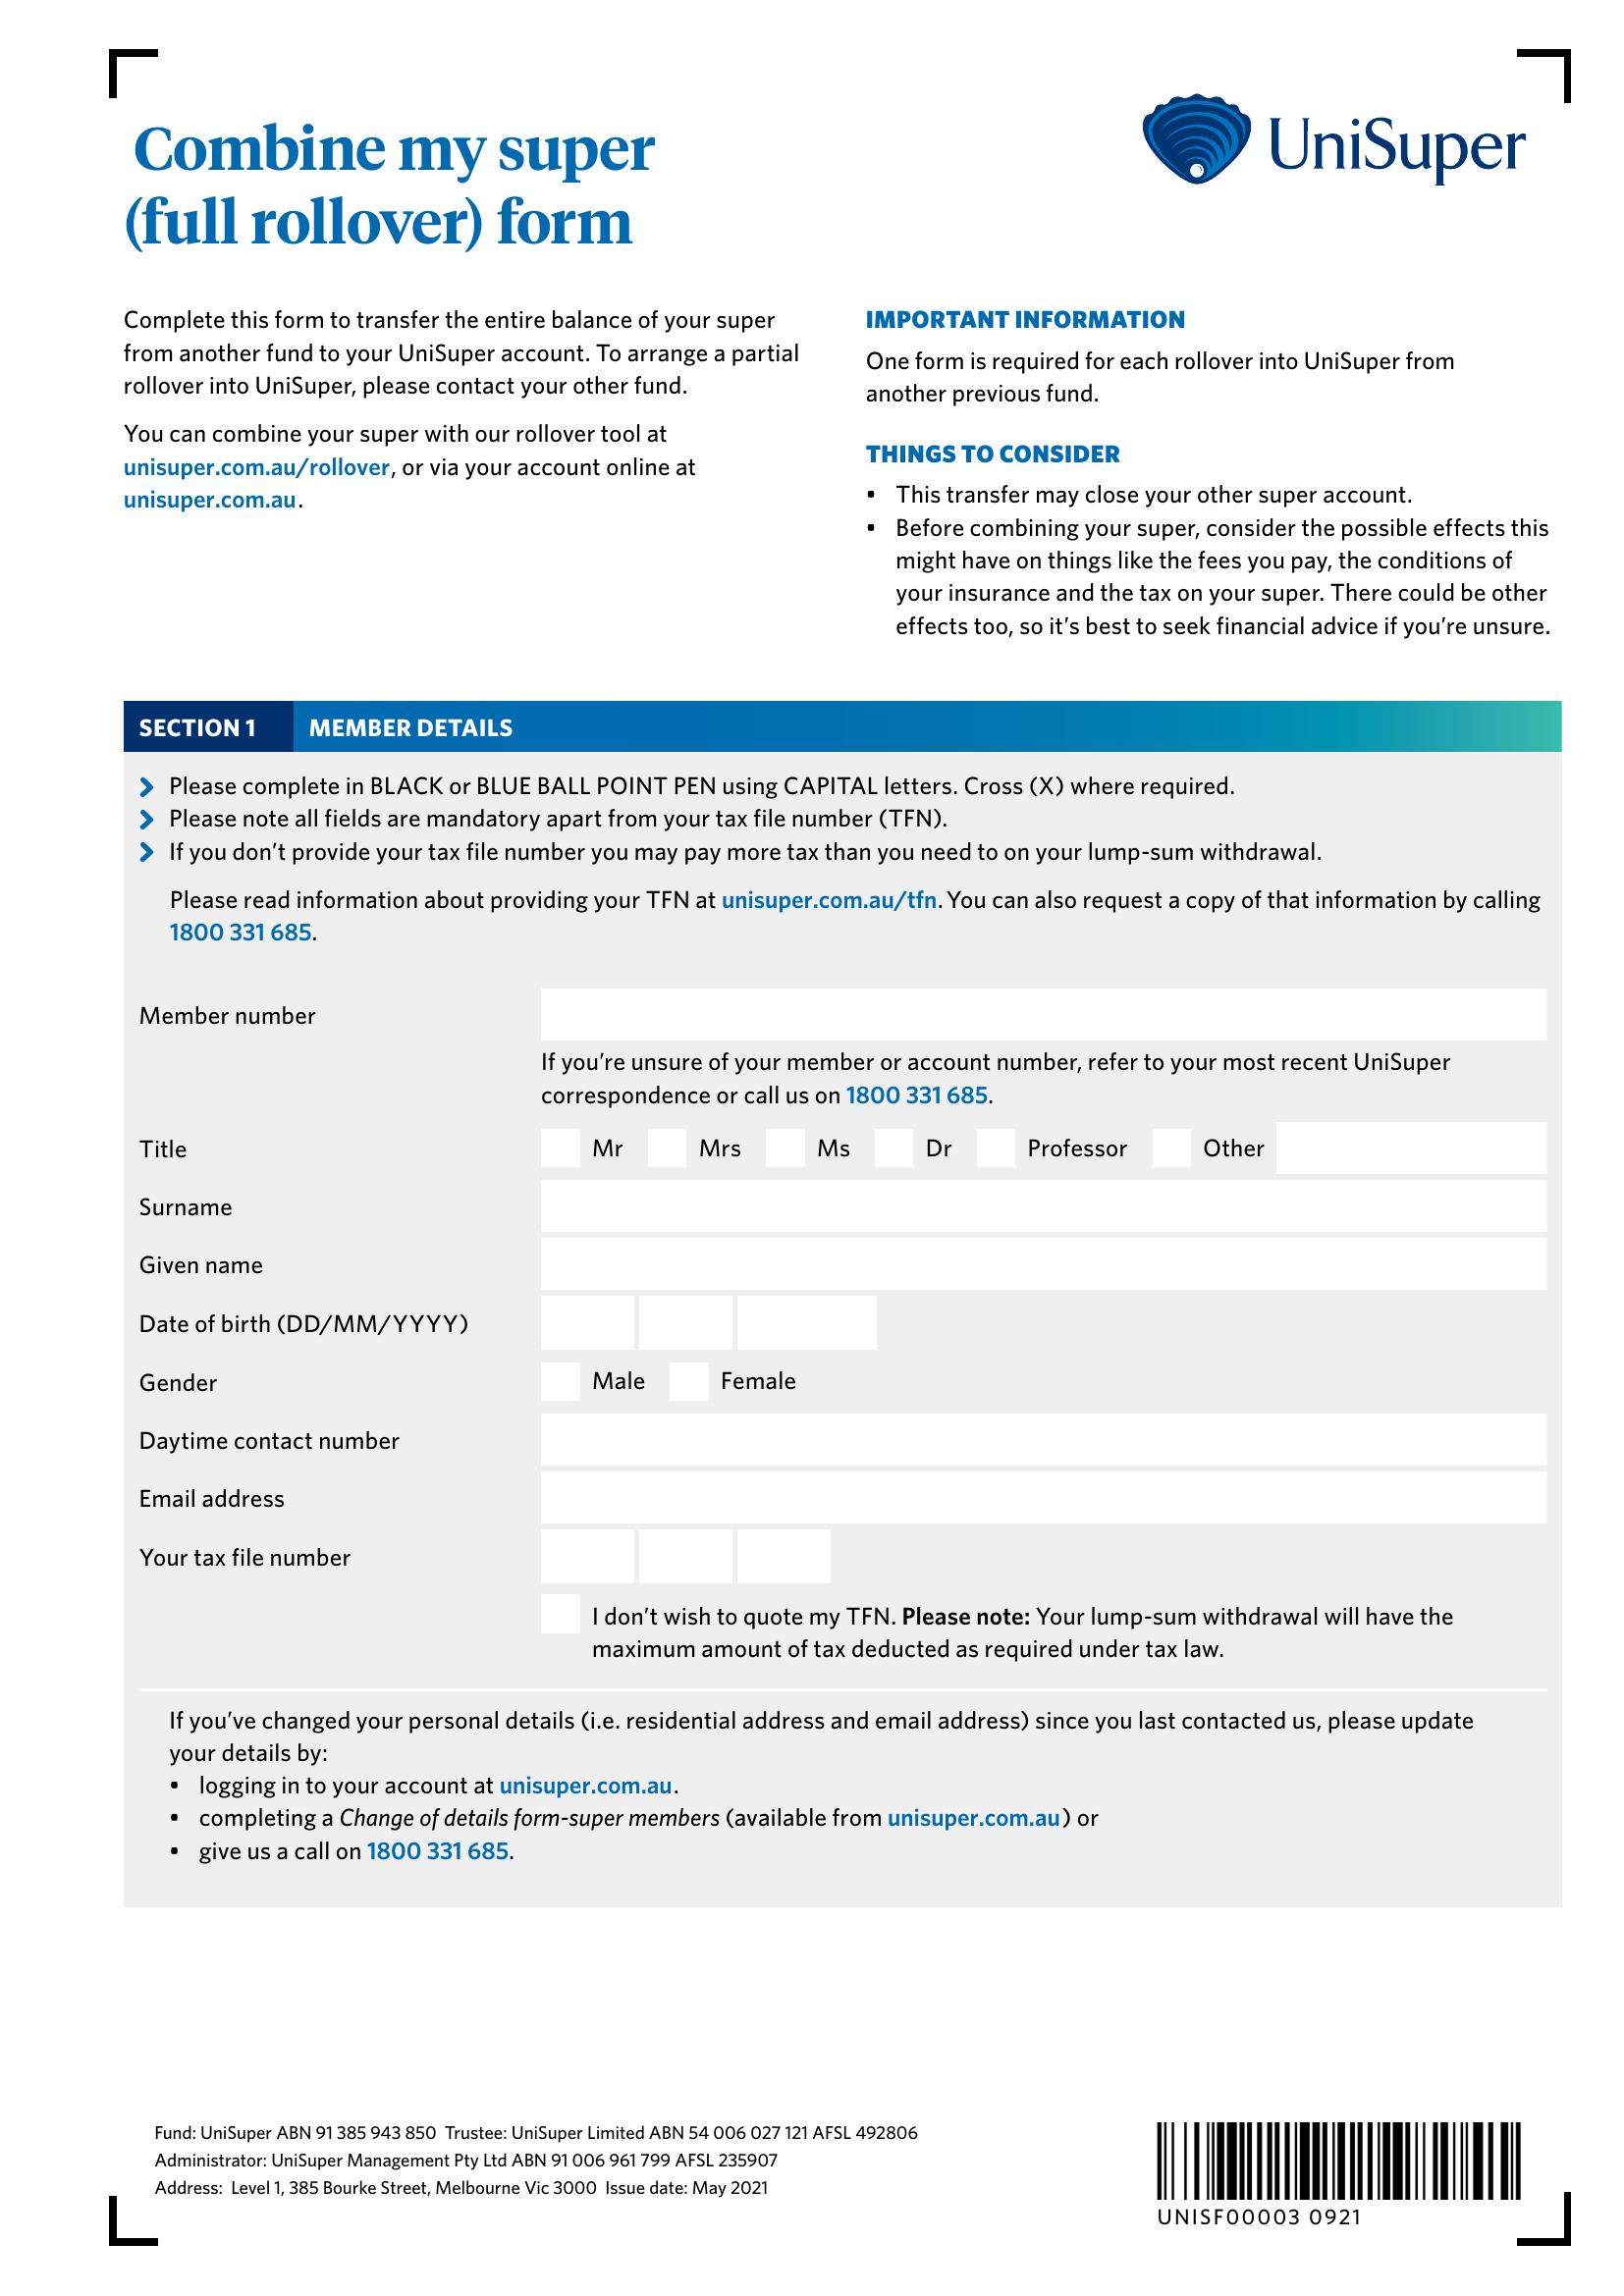 Combine my super
(full rollover) form
UniSuper
Complete this form to transfer the entire balance of your super
from another fund to your UniSuper account. To arrange a partial
rollover into UniSuper, please contact your other fund.
You can combine your super with our rollover tool at
unisuper.com.au/rollover, or via your account online at
unisuper.com.au.
IMPORTANT INFORMATION
One form is required for each rollover into UniSuper from
another previous fund.
THINGS TO CONSIDER
• This transfer may close your other super account.
• Before combining your super, consider the possible effects this
might have on things like the fees you pay, the conditions of
your insurance and the tax on your super. There could be other
effects too, so it’s best to seek financial advice if you’re unsure.
SECTION 1 MEMBER DETAILS
Please complete in BLACK or BLUE BALL POINT PEN using CAPITAL letters. Cross (X) where required.
Please note all fields are mandatory apart from your tax file number (TFN).
If you don’t provide your tax file number you may pay more tax than you need to on your lump-sum withdrawal.
Please read information about providing your TFN at unisuper.com.au/tfn. You can also request a copy of that information by calling
1800 331 685.
Member number
If you’re unsure of your member or account number, refer to your most recent UniSuper
correspondence or call us on 1800 331 685.
Title Mr Mrs Ms Dr Professor Other
Surname
Given name
Date of birth (DD/MM/YYYY)
Gender Male Female
Daytime contact number
Email address
Your tax file number
I don’t wish to quote my TFN. Please note: Your lump-sum withdrawal will have the
maximum amount of tax deducted as required under tax law.
If you’ve changed your personal details (i.e. residential address and email address) since you last contacted us, please update
your details by:
• logging in to your account at unisuper.com.au.
• completing a Change of details form-super members (available from unisuper.com.au) or
• give us a call on 1800 331 685.
Fund: UniSuper ABN 91 385 943 850 Trustee: UniSuper Limited ABN 54 006 027 121 AFSL 492806
Administrator: UniSuper Management Pty Ltd ABN 91 006 961 799 AFSL 235907
Address: Level 1, 385 Bourke Street, Melbourne Vic 3000 Issue date: May 2021
UNISF00003 0921